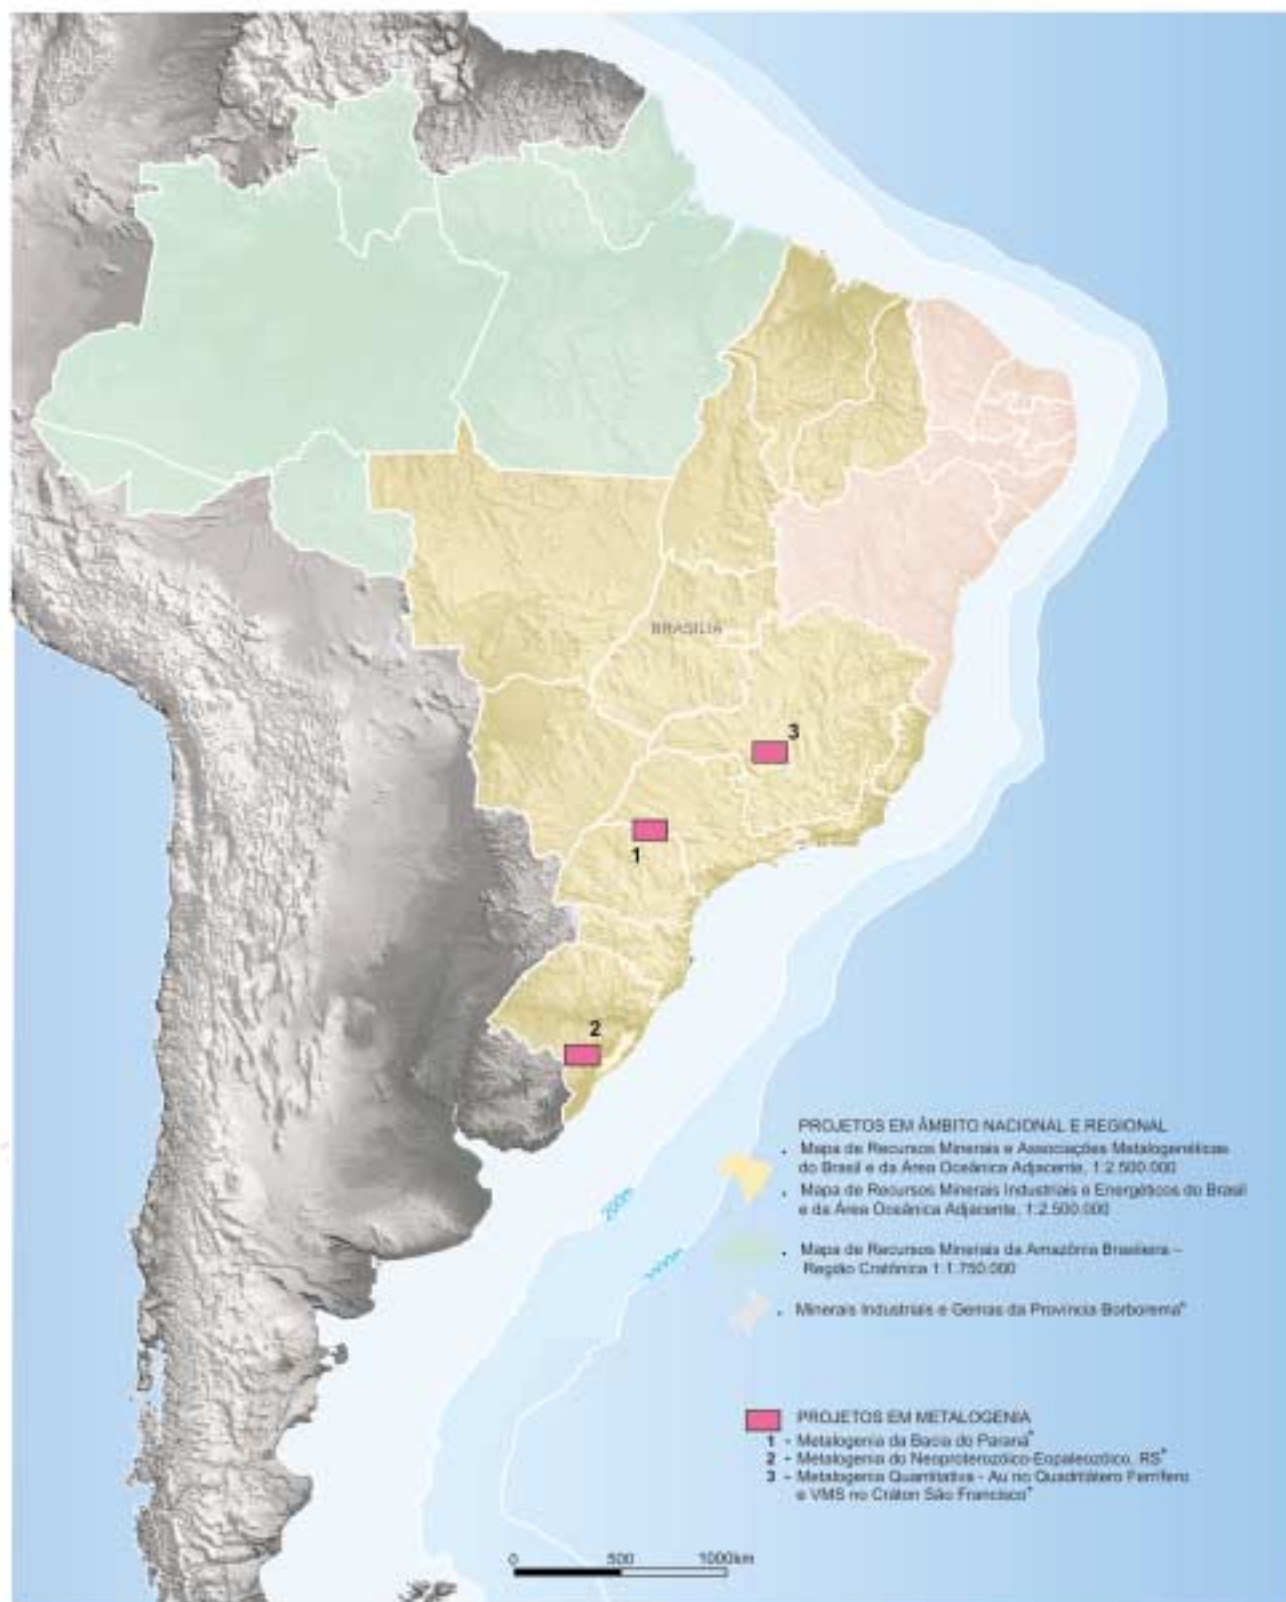 BRASÍLIA
3
1
2
200m
PROJETOS EM ÂMBITO NACIONAL E REGIONAL
. Mapa de Recursos Minerais e Associações Metalogenéticas
do Brasil e da Área Oceânica Adjacente, 1:2.500.000
. Mapa de Recursos Minerais Industriais e Energéticos do Brasil
e da Área Oceânica Adjacente, 1:2.500.000
. Mapa de Recursos Minerais da Amazônia Brasileira –
Região Cratônica 1:1.750.000
. Minerais Industriais e Gemas da Província Borborema*
PROJETOS EM METALOGENIA
1 - Metalogenia da Bacia do Paraná*
2 - Metalogenia do Neoproterozóico-Eopaleozóico, RS*
3 - Metalogenia Quantitativa - Au no Quadrilátero Ferrífero
e VMS no Cráton São Francisco*
0 500 1000km